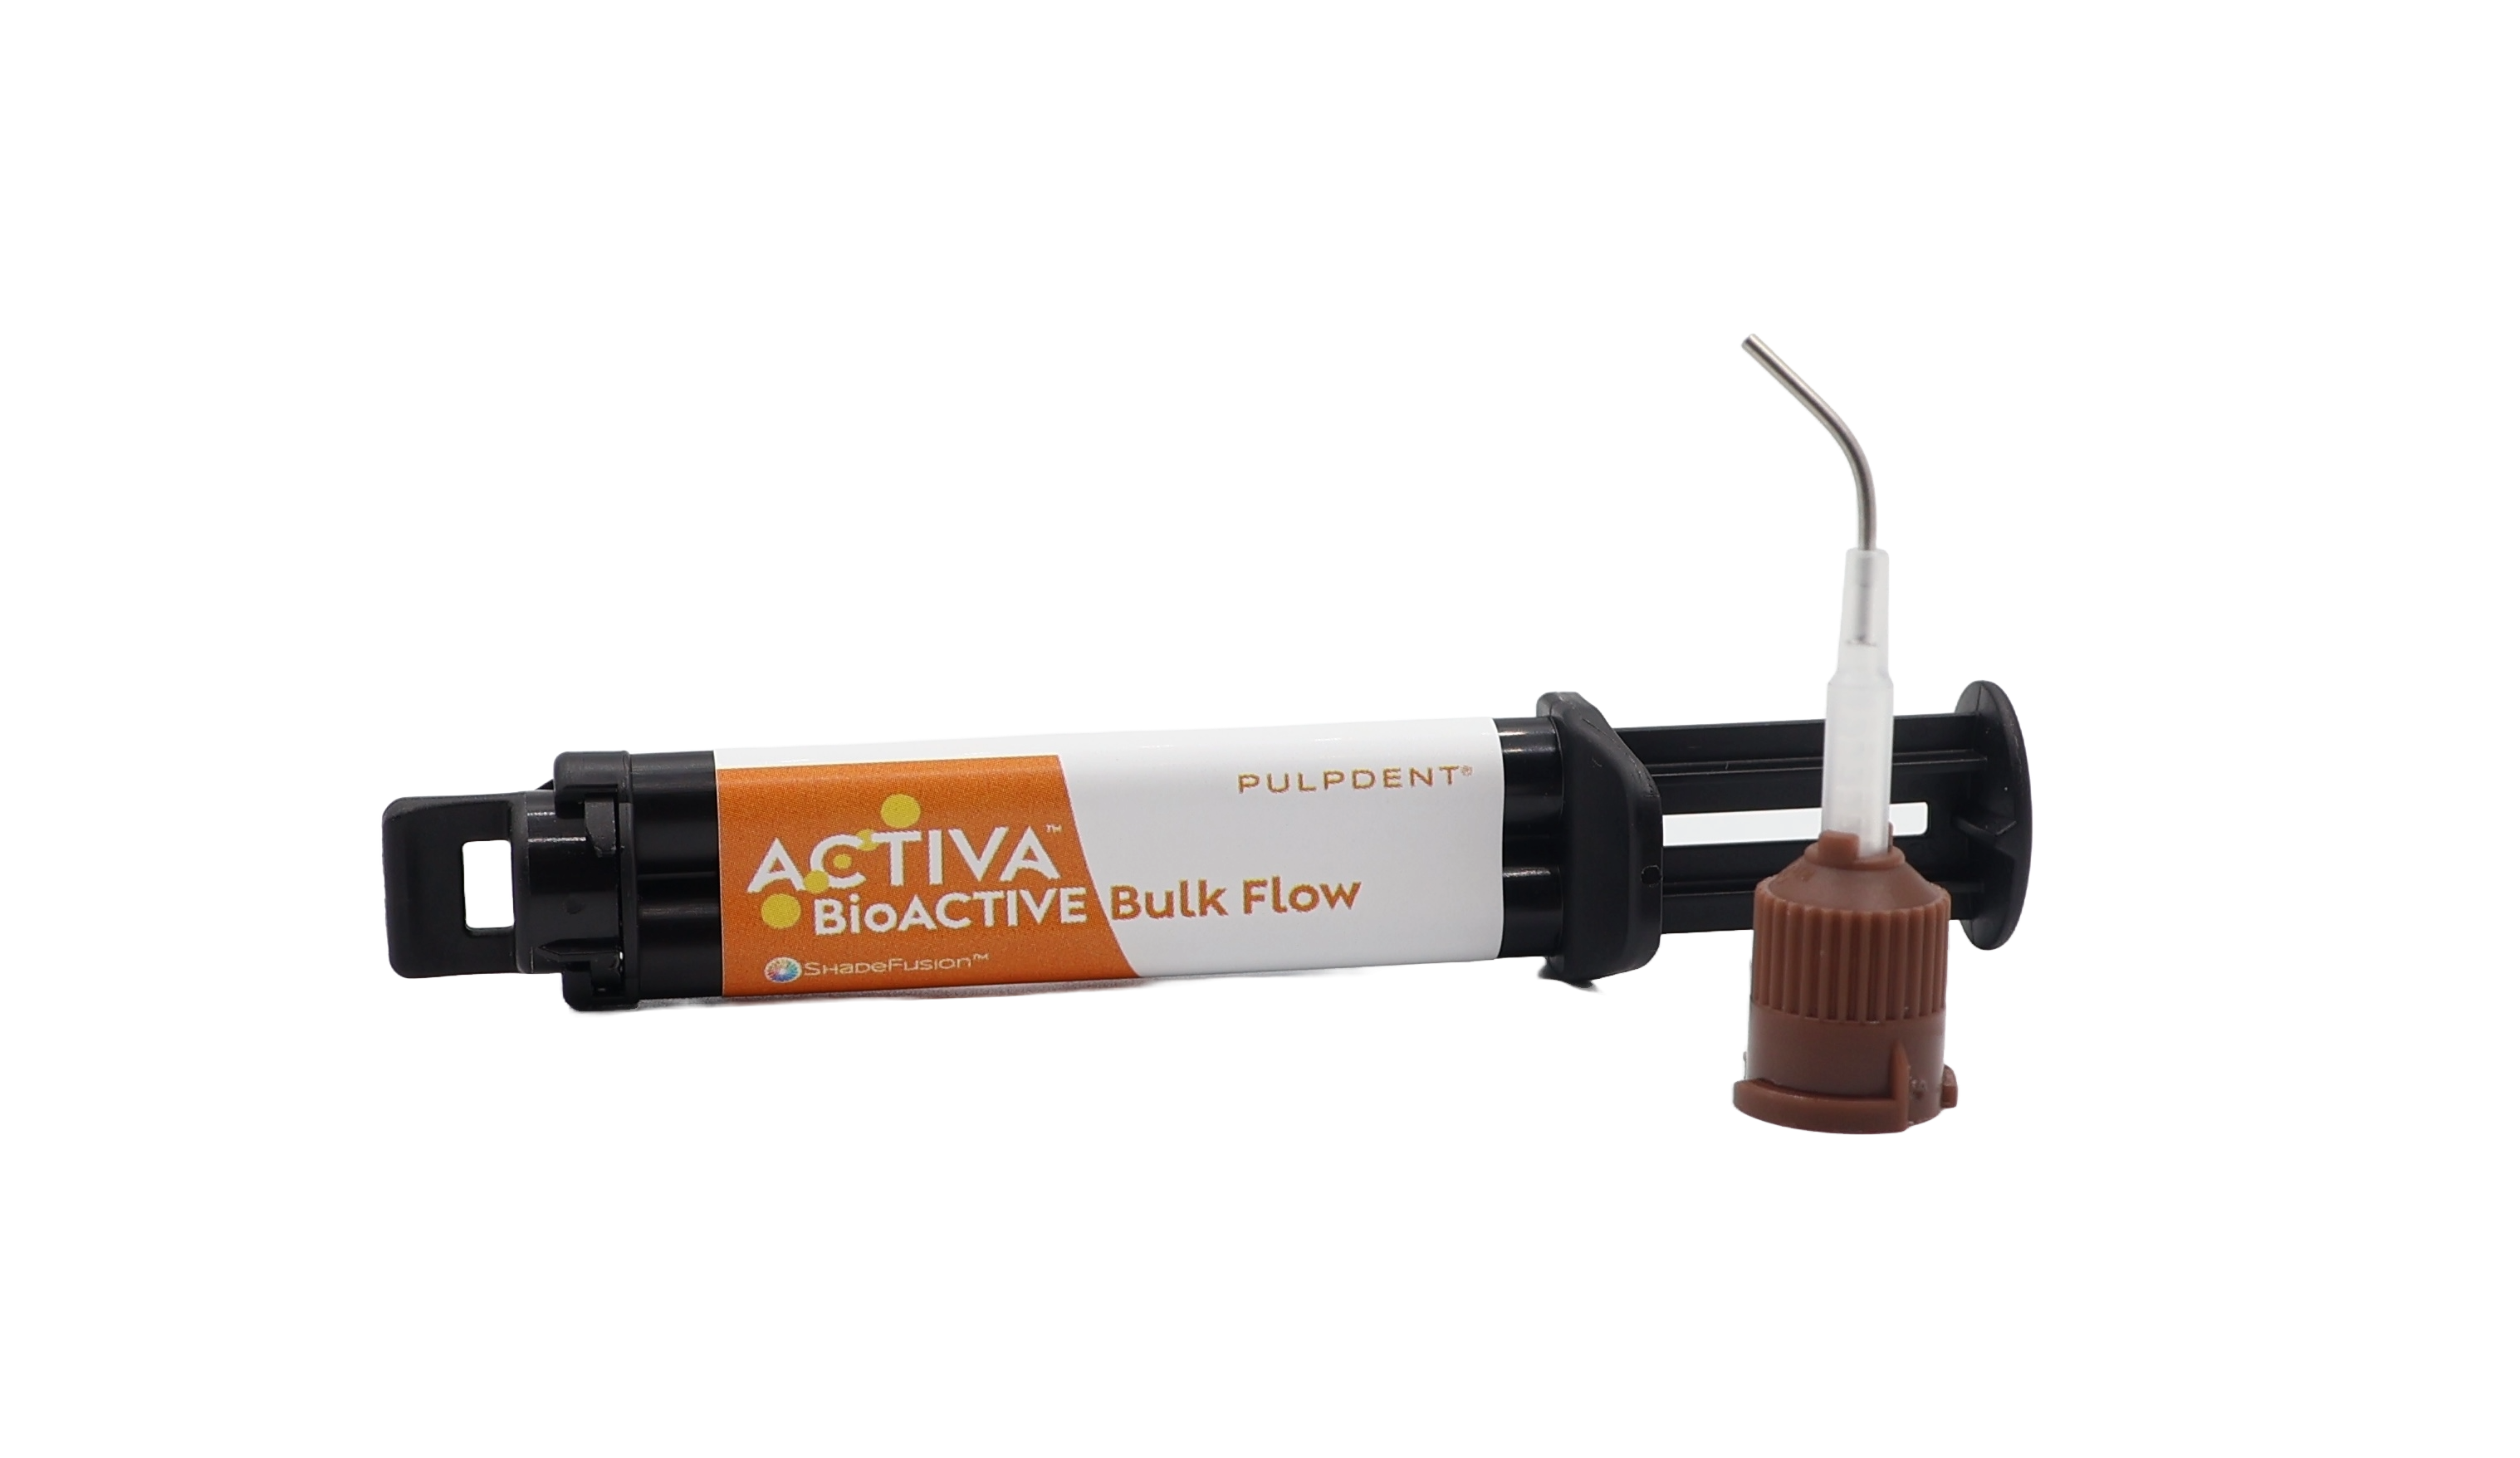 PULPDENT®
ACTIVA™
BioACTIVE Bulk Flow
ShadeFusion™